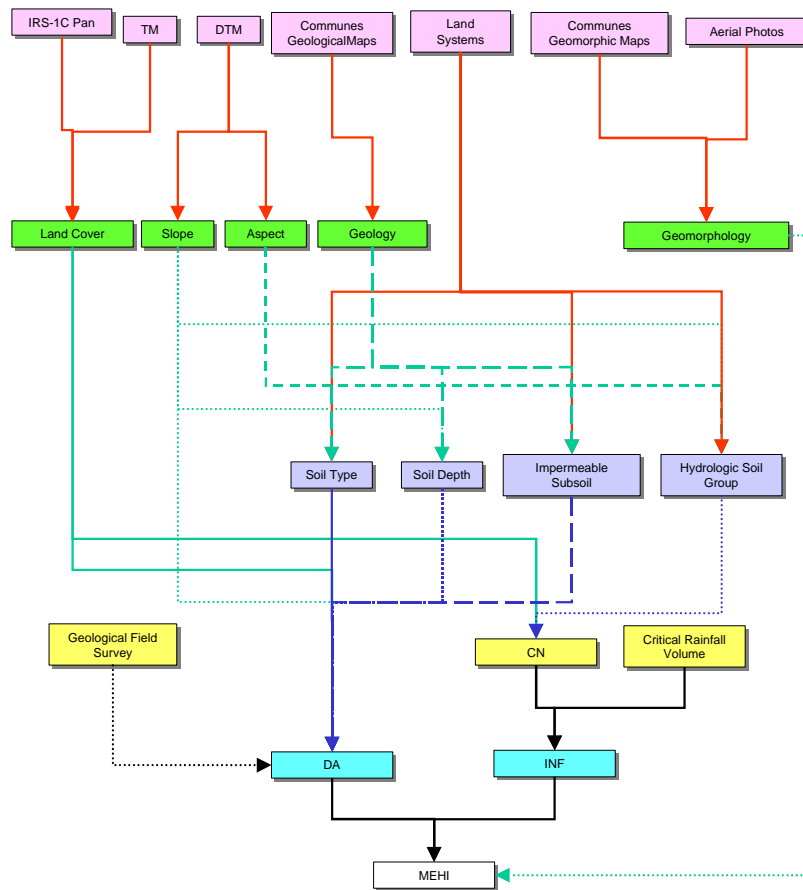 IRS-1C Pan
TM
DTM
Communes
GeologicalMaps
Land
Systems
Communes
Geomorphic Maps
Aerial Photos
Land Cover
Slope
Aspect
Geology
Geomorphology
Soil Type
Soil Depth
Impermeable
Subsoil
Hydrologic Soil
Group
Geological Field
Survey
CN
Critical Rainfall
Volume
DA
INF
MEHI